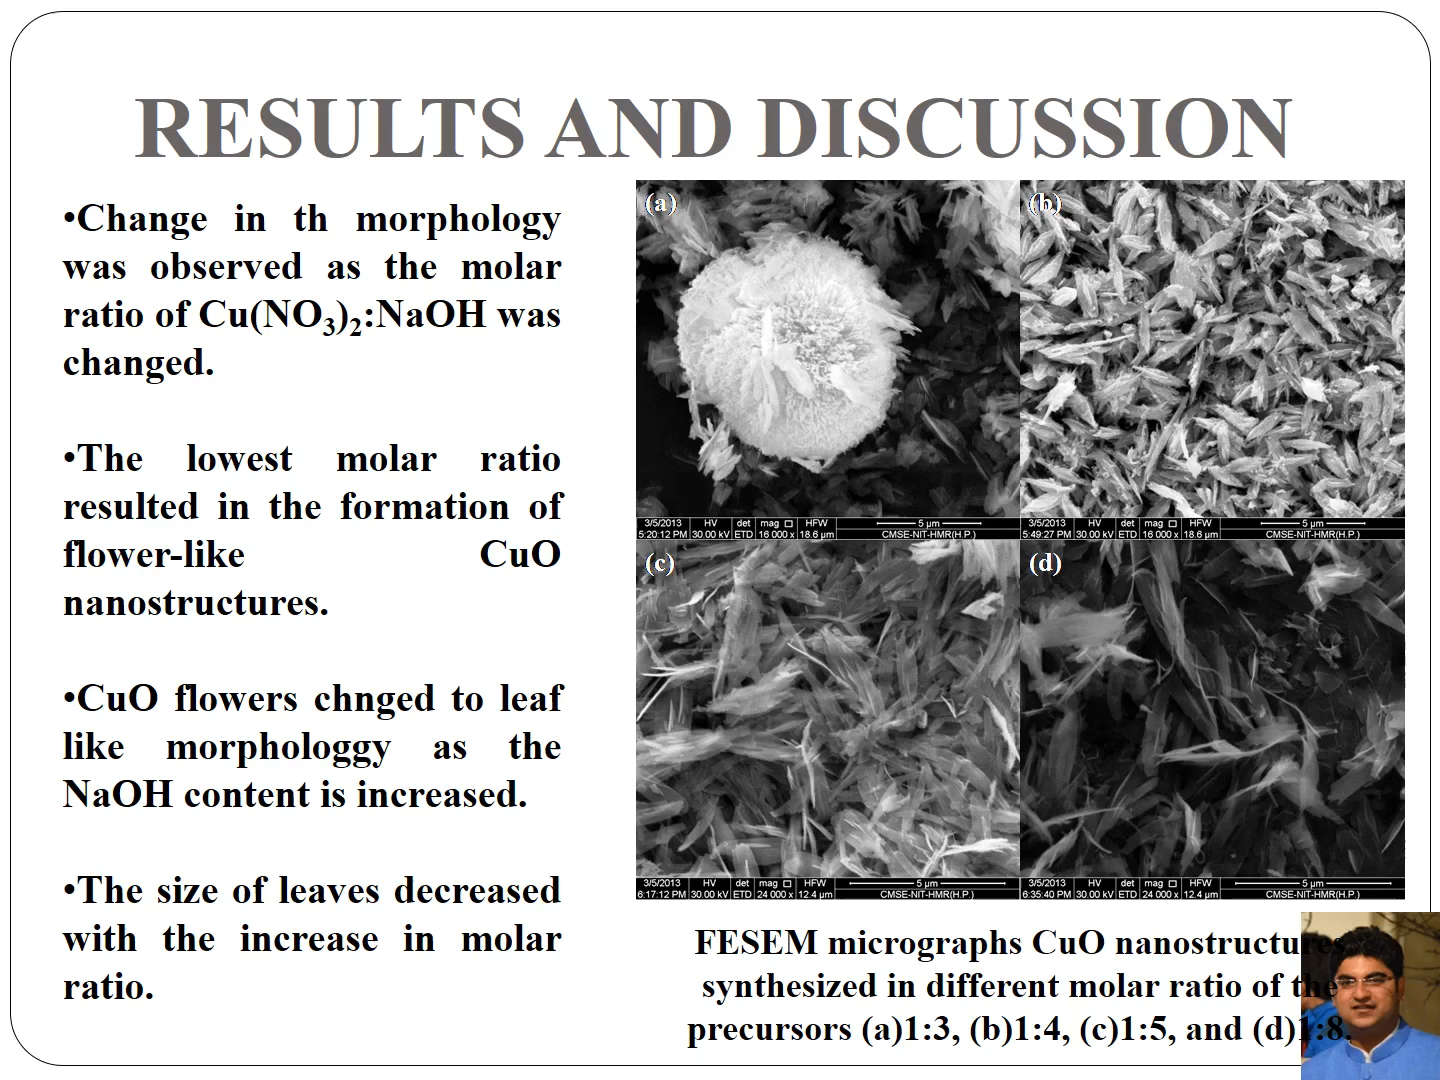 RESULTS AND DISCUSSION
•Change in th morphology
was observed as the molar
ratio of Cu(NO3)2:NaOH was
changed.
•The lowest molar ratio
resulted in the formation of
flower-like CuO
nanostructures.
•CuO flowers chnged to leaf
like morphologgy as the
NaOH content is increased.
•The size of leaves decreased
with the increase in molar
ratio.
(a)
3/5/2013 HV det mag HFW 5 µm
5:20:12 PM 30.00 kV ETD 16 000 x 18.6 µm CMSE-NIT-HMR(H.P.)
(b)
3/5/2013 HV det mag HFW 5 µm
5:49:27 PM 30.00 kV ETD 16 000 x 18.6 µm CMSE-NIT-HMR(H.P.)
(c)
3/5/2013 HV det mag HFW 5 µm
6:17:12 PM 30.00 kV ETD 24 000 x 12.4 µm CMSE-NIT-HMR(H.P.)
(d)
3/5/2013 HV det mag HFW 5 µm
6:35:40 PM 30.00 kV ETD 24 000 x 12.4 µm CMSE-NIT-HMR(H.P.)
FESEM micrographs CuO nanostructures
synthesized in different molar ratio of the
precursors (a)1:3, (b)1:4, (c)1:5, and (d)1:8.